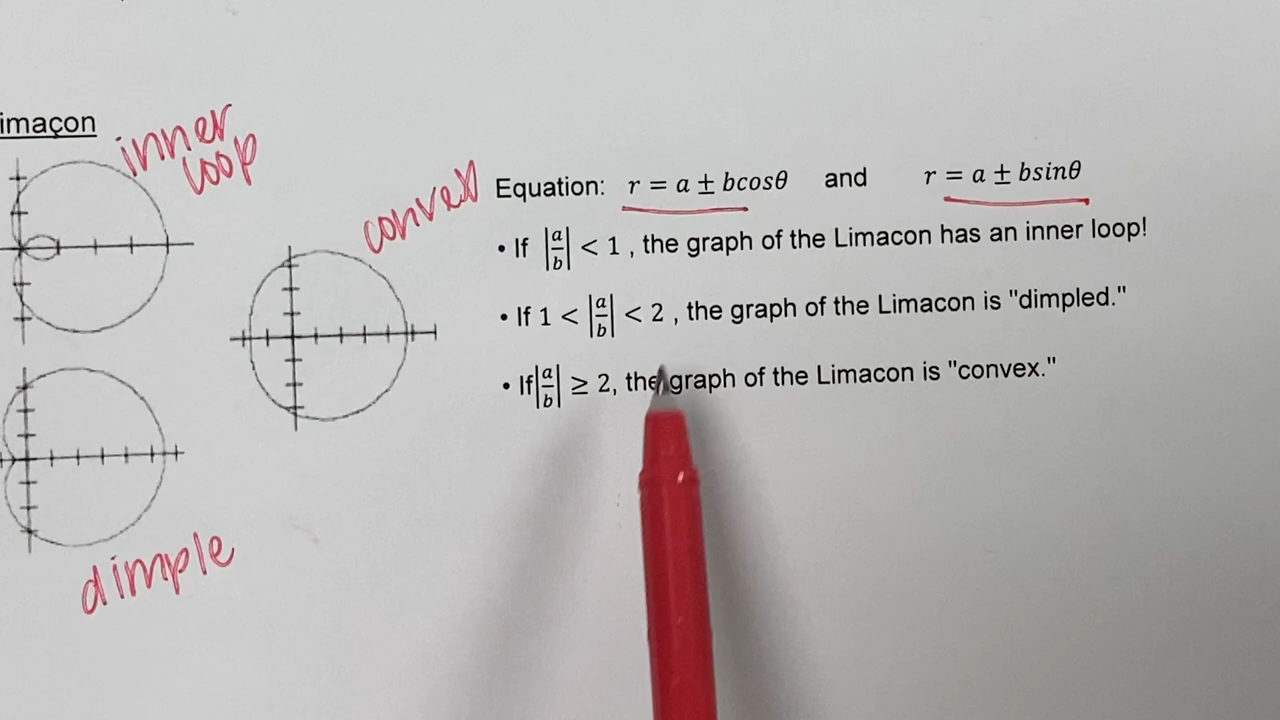 imaçon
inner
loop
convex
Equation: r = a ± bcosθ and r = a ± bsinθ
• If |a/b| < 1 , the graph of the Limacon has an inner loop!
• If 1 < |a/b| < 2 , the graph of the Limacon is "dimpled."
• If|a/b| ≥ 2, the graph of the Limacon is "convex."
dimple